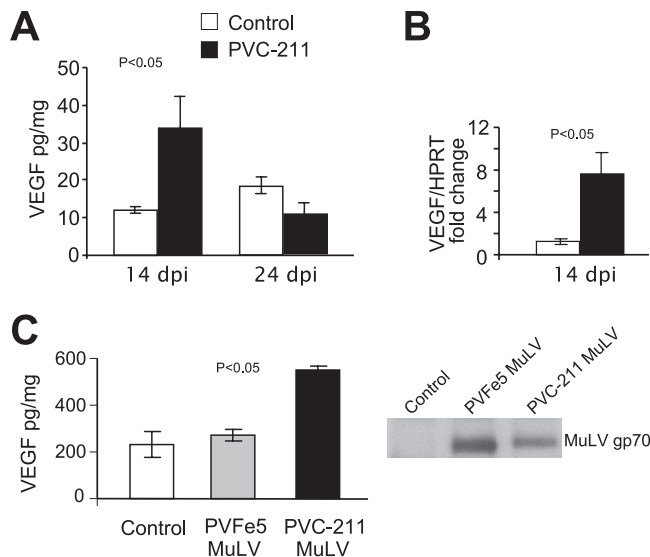 A
Control
PVC-211
P<0.05
VEGF pg/mg
50
40
30
20
10
0
14 dpi
24 dpi
B
P<0.05
VEGF/HPRT
fold change
12
8
4
0
14 dpi
C
P<0.05
VEGF pg/mg
600
400
200
0
Control
PVFe5
MuLV
PVC-211
MuLV
Control
PVFe5 MuLV
PVC-211 MuLV
MuLV gp70